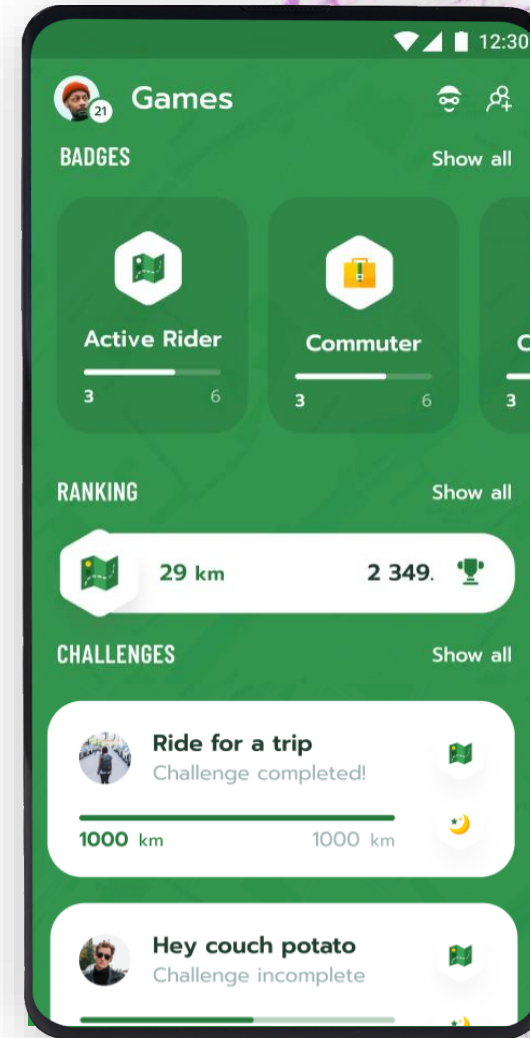 12:30
21 Games
BADGES Show all
Active Rider
3 6
Commuter
3 6
C
3
RANKING Show all
29 km 2 349.
CHALLENGES Show all
Ride for a trip
Challenge completed!
1000 km 1000 km
Hey couch potato
Challenge incomplete